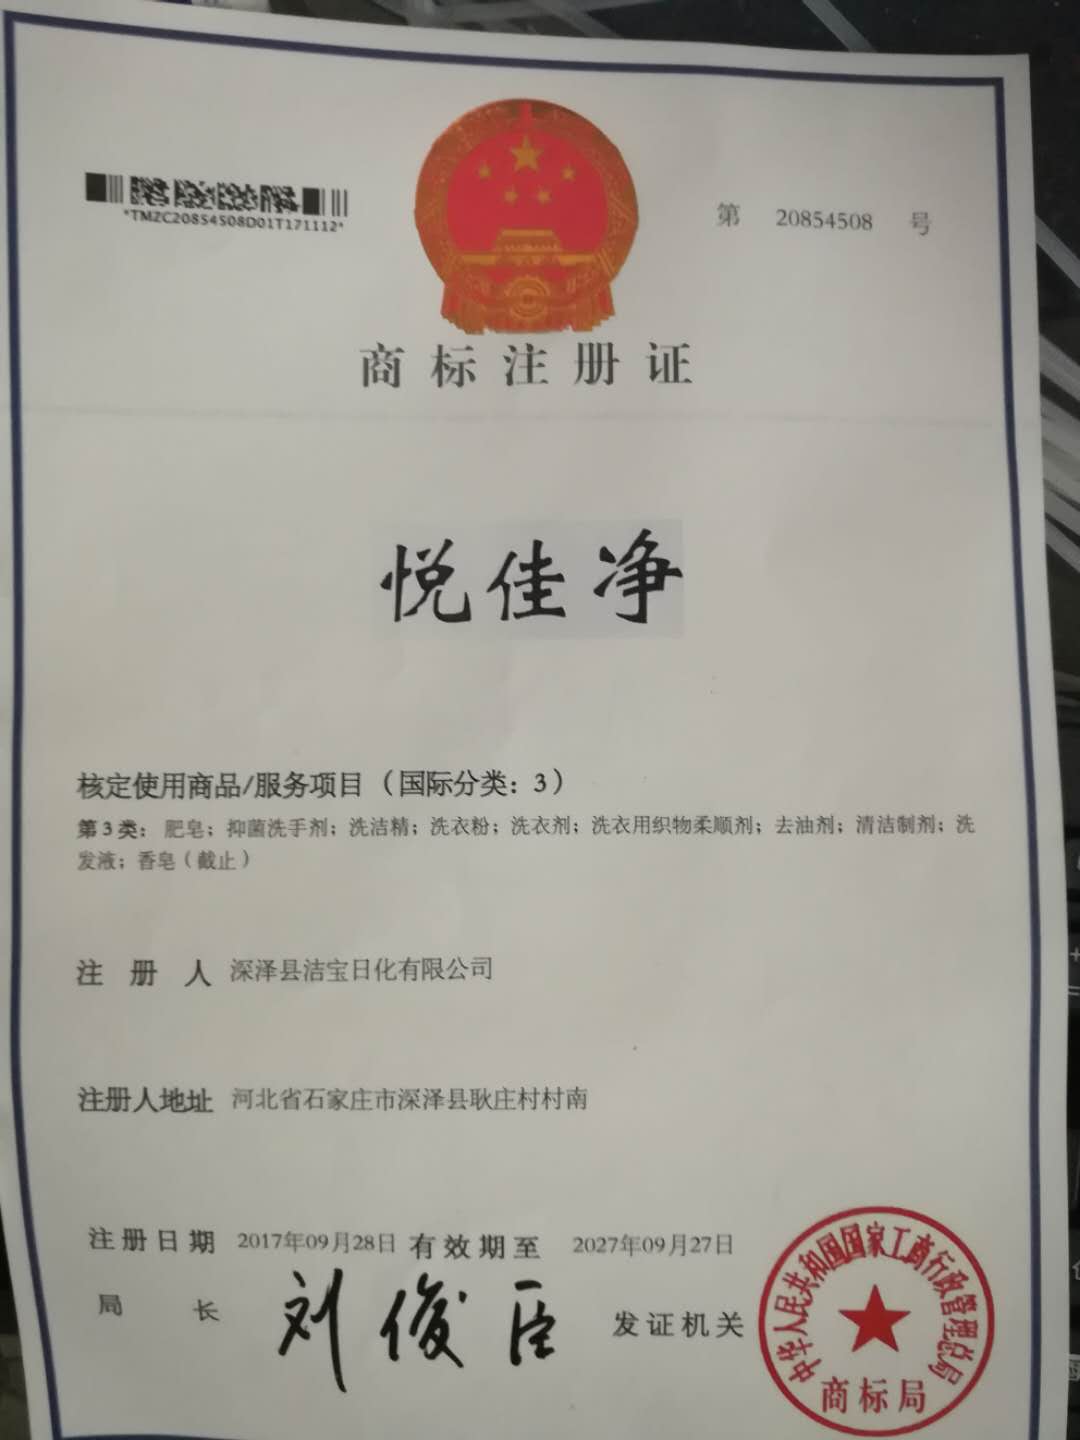 *TMZC20854508D01T171112*
第 20854508 号
商标注册证
悦佳净
核定使用商品/服务项目（国际分类：3）
第3类：肥皂；抑菌洗手剂；洗洁精；洗衣粉；洗衣剂；洗衣用织物柔顺剂；去油剂；清洁制剂；洗
发液；香皂（截止）
注册人 深泽县洁宝日化有限公司
注册人地址 河北省石家庄市深泽县耿庄村村南
注册日期 2017年09月28日 有效期至 2027年09月27日
局长 刘俊臣 发证机关
中华人民共和国国家工商行政管理总局
商标局